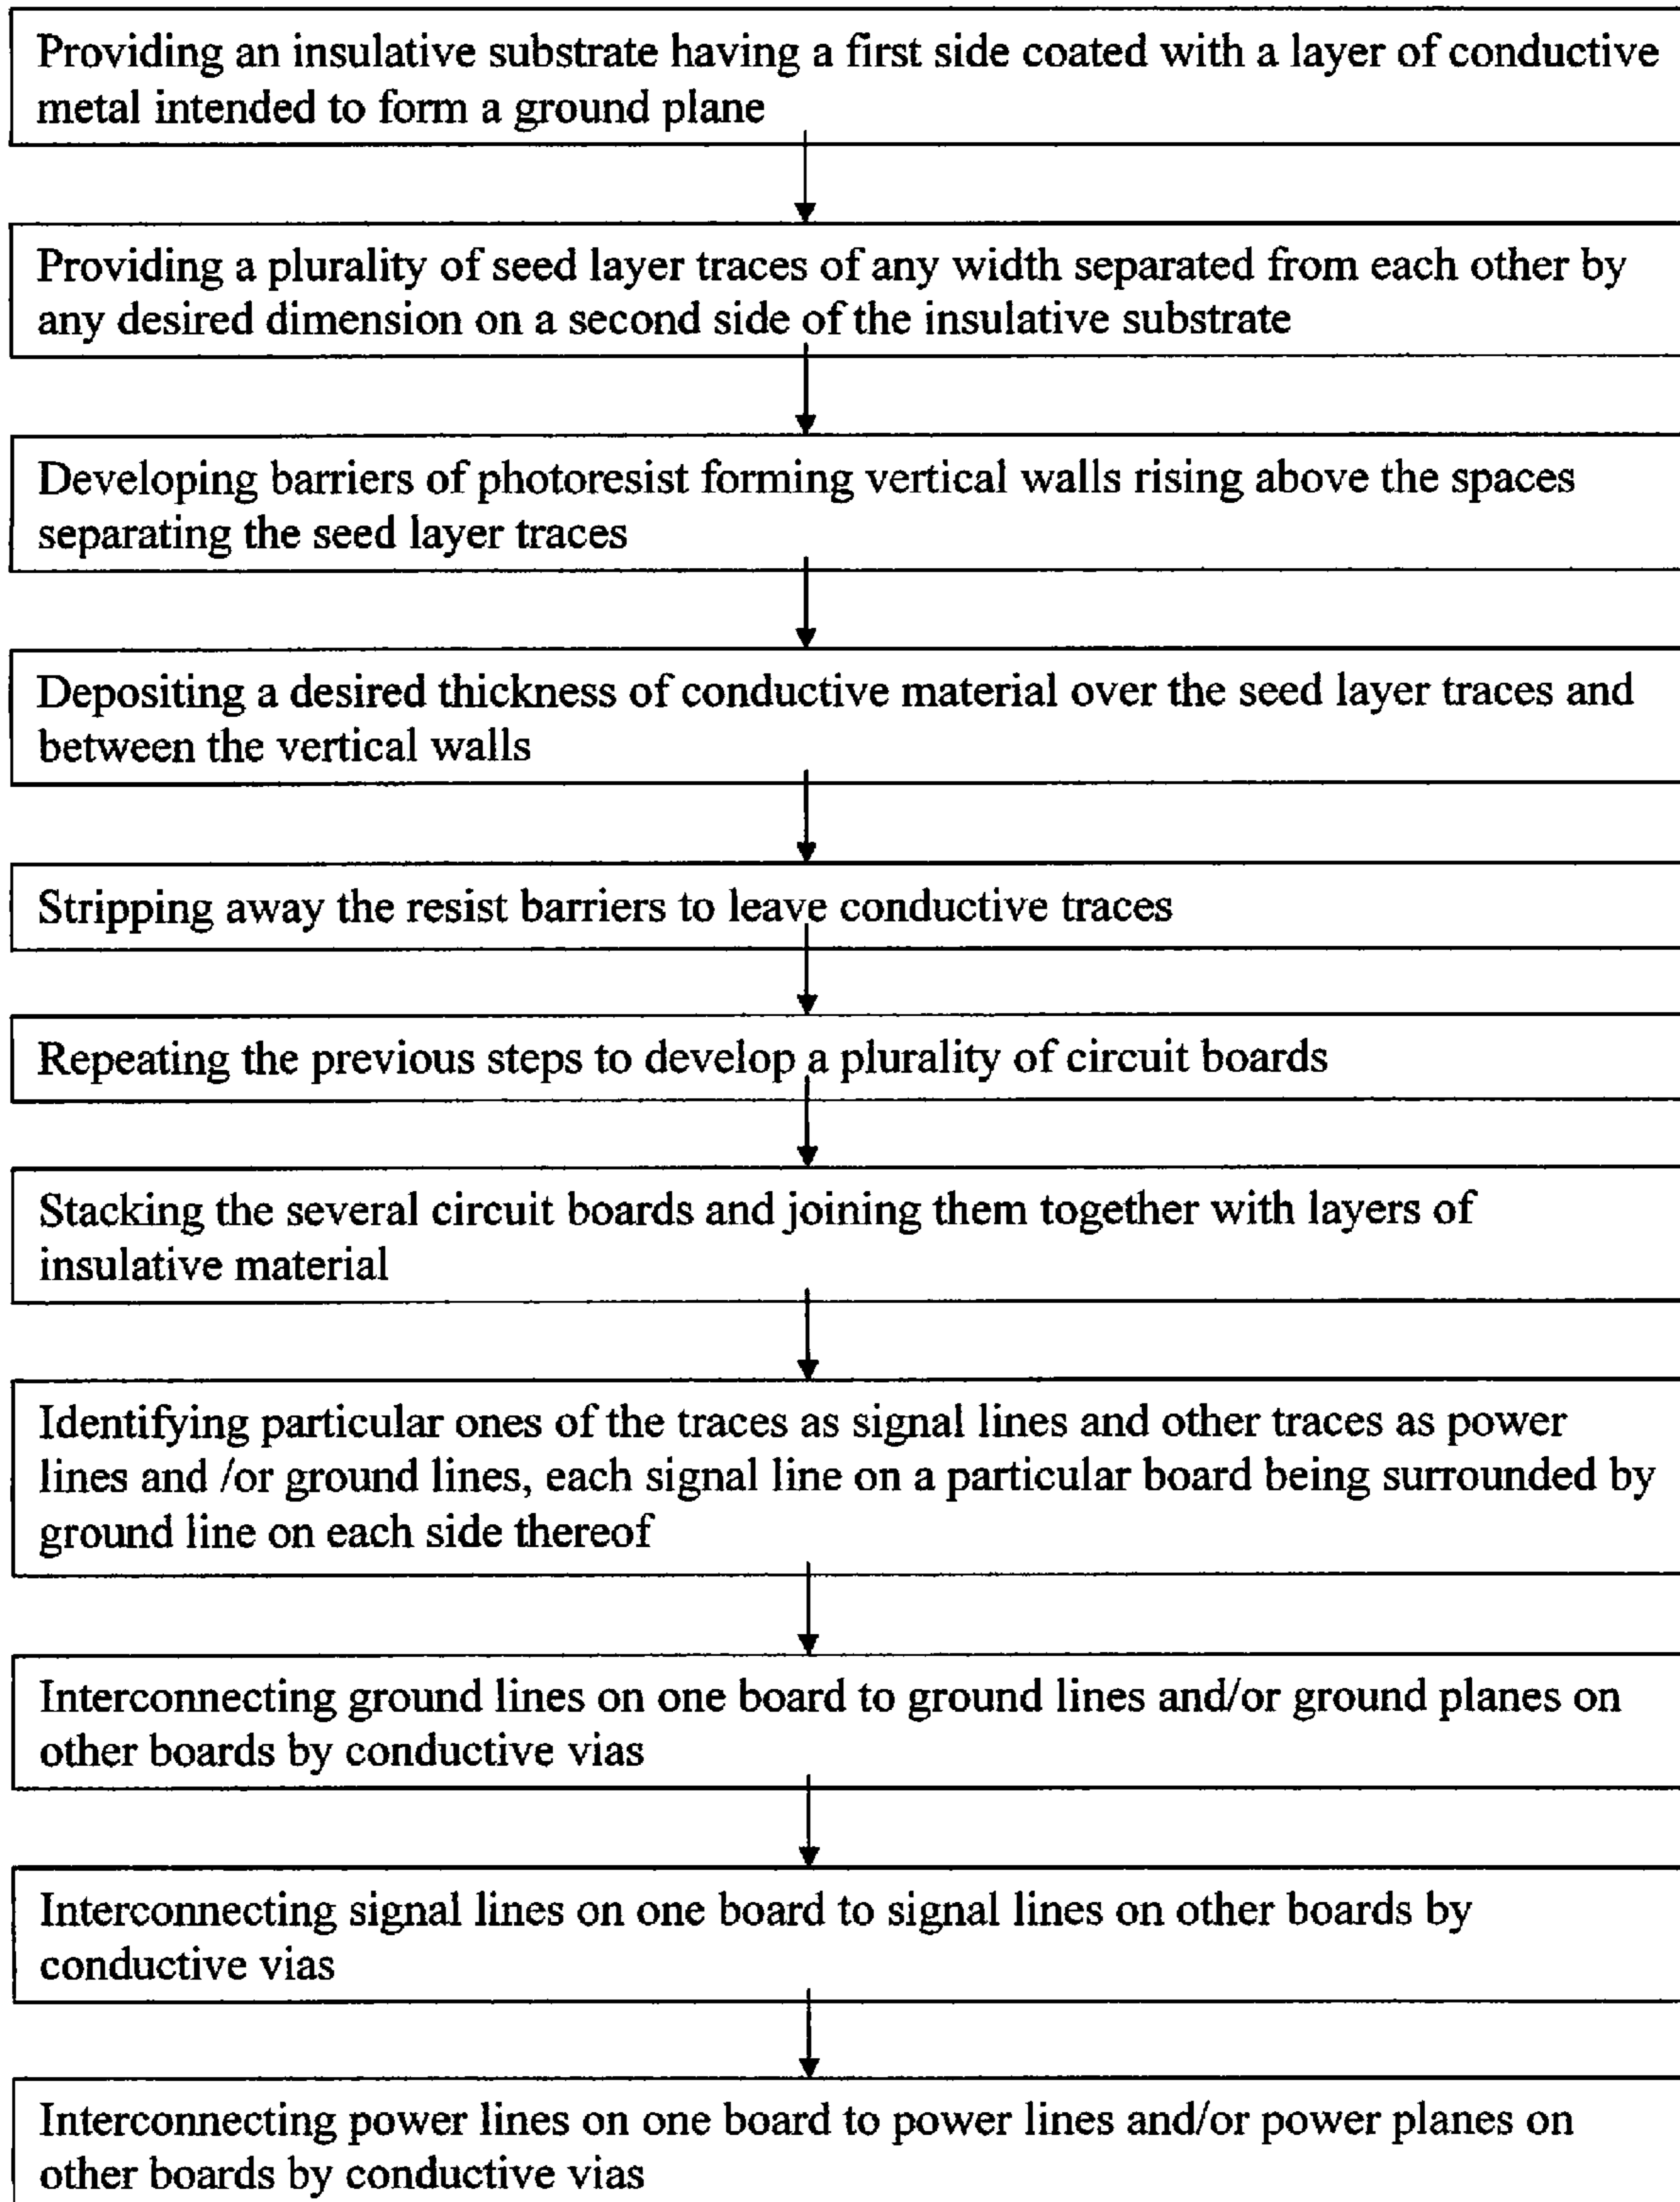 Providing an insulative substrate having a first side coated with a layer of conductive
metal intended to form a ground plane
Providing a plurality of seed layer traces of any width separated from each other by
any desired dimension on a second side of the insulative substrate
Developing barriers of photoresist forming vertical walls rising above the spaces
separating the seed layer traces
Depositing a desired thickness of conductive material over the seed layer traces and
between the vertical walls
Stripping away the resist barriers to leave conductive traces
Repeating the previous steps to develop a plurality of circuit boards
Stacking the several circuit boards and joining them together with layers of
insulative material
Identifying particular ones of the traces as signal lines and other traces as power
lines and /or ground lines, each signal line on a particular board being surrounded by
ground line on each side thereof
Interconnecting ground lines on one board to ground lines and/or ground planes on
other boards by conductive vias
Interconnecting signal lines on one board to signal lines on other boards by
conductive vias
Interconnecting power lines on one board to power lines and/or power planes on
other boards by conductive vias